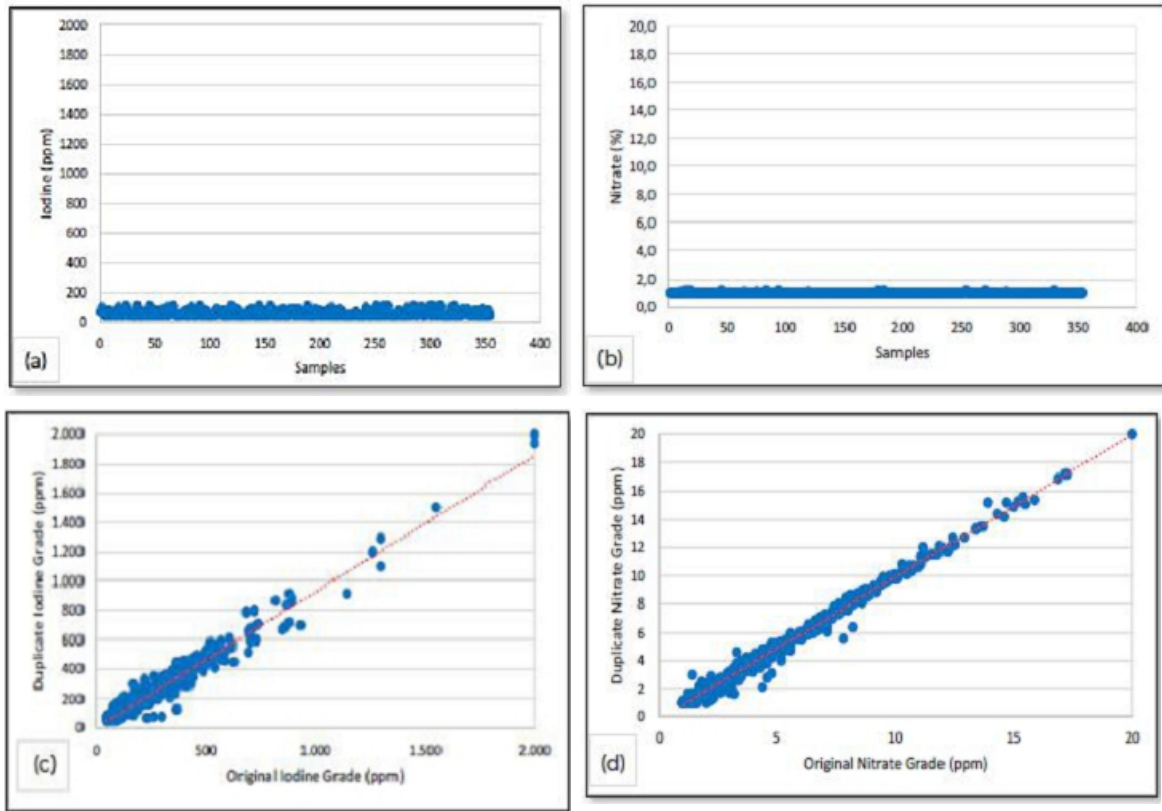 2000
1800
1600
1400
1200
1000
800
600
400
200
0
Iodine (ppm)
0 50 100 150 200 250 300 350 400
Samples
(a)
20,0
18,0
16,0
14,0
12,0
10,0
8,0
6,0
4,0
2,0
0,0
Nitrate (%)
0 50 100 150 200 250 300 350 400
Samples
(b)
2.000
1.800
1.600
1.400
1.200
1.000
800
600
400
200
0
Duplicate Iodine Grade (ppm)
0 500 1.000 1.500 2.000
Original Iodine Grade (ppm)
(c)
20
18
16
14
12
10
8
6
4
2
0
Duplicate Nitrate Grade (ppm)
0 5 10 15 20
Original Nitrate Grade (ppm)
(d)